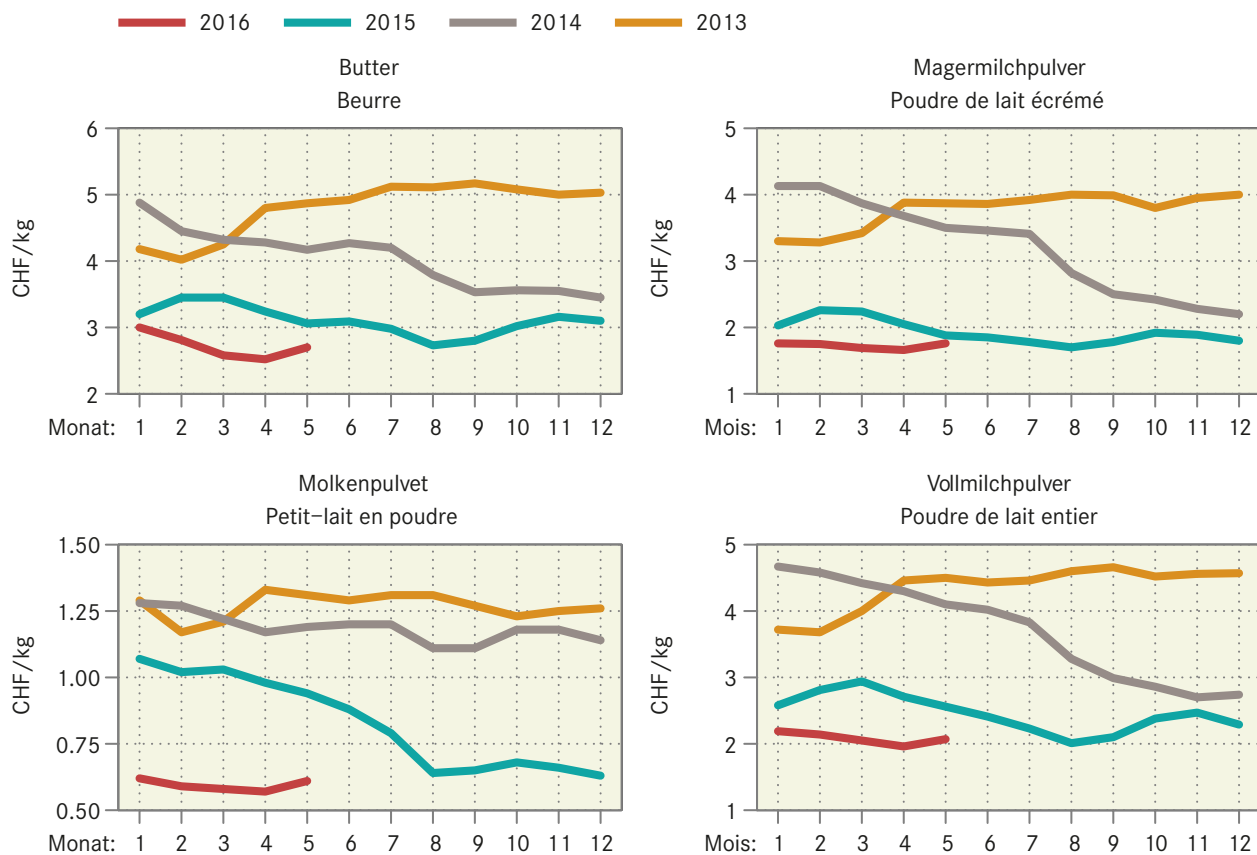 2016 2015 2014 2013
Butter
Beurre
CHF/kg
6
5
4
3
2
Monat: 1 2 3 4 5 6 7 8 9 10 11 12
Magermilchpulver
Poudre de lait écrémé
CHF/kg
5
4
3
2
1
Mois: 1 2 3 4 5 6 7 8 9 10 11 12
Molkenpulvet
Petit-lait en poudre
CHF/kg
1.50
1.25
1.00
0.75
0.50
Monat: 1 2 3 4 5 6 7 8 9 10 11 12
Vollmilchpulver
Poudre de lait entier
CHF/kg
5
4
3
2
1
Mois: 1 2 3 4 5 6 7 8 9 10 11 12